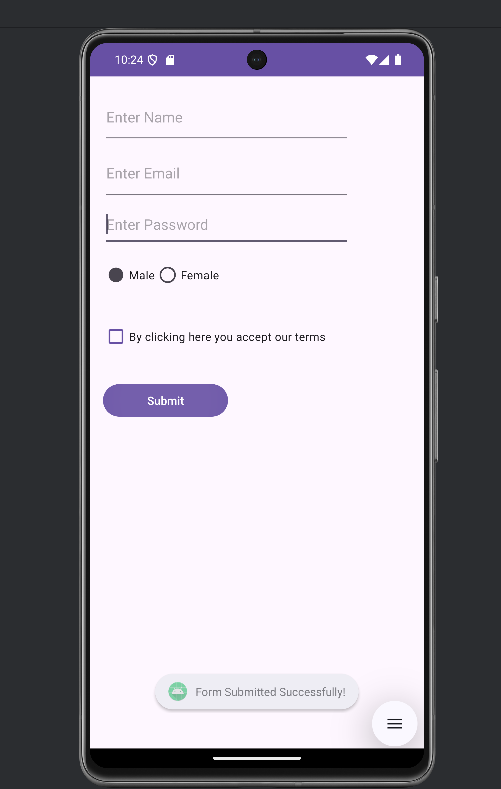 10:24
Enter Name
Enter Email
Enter Password
Male Female
By clicking here you accept our terms
Submit
Form Submitted Successfully!